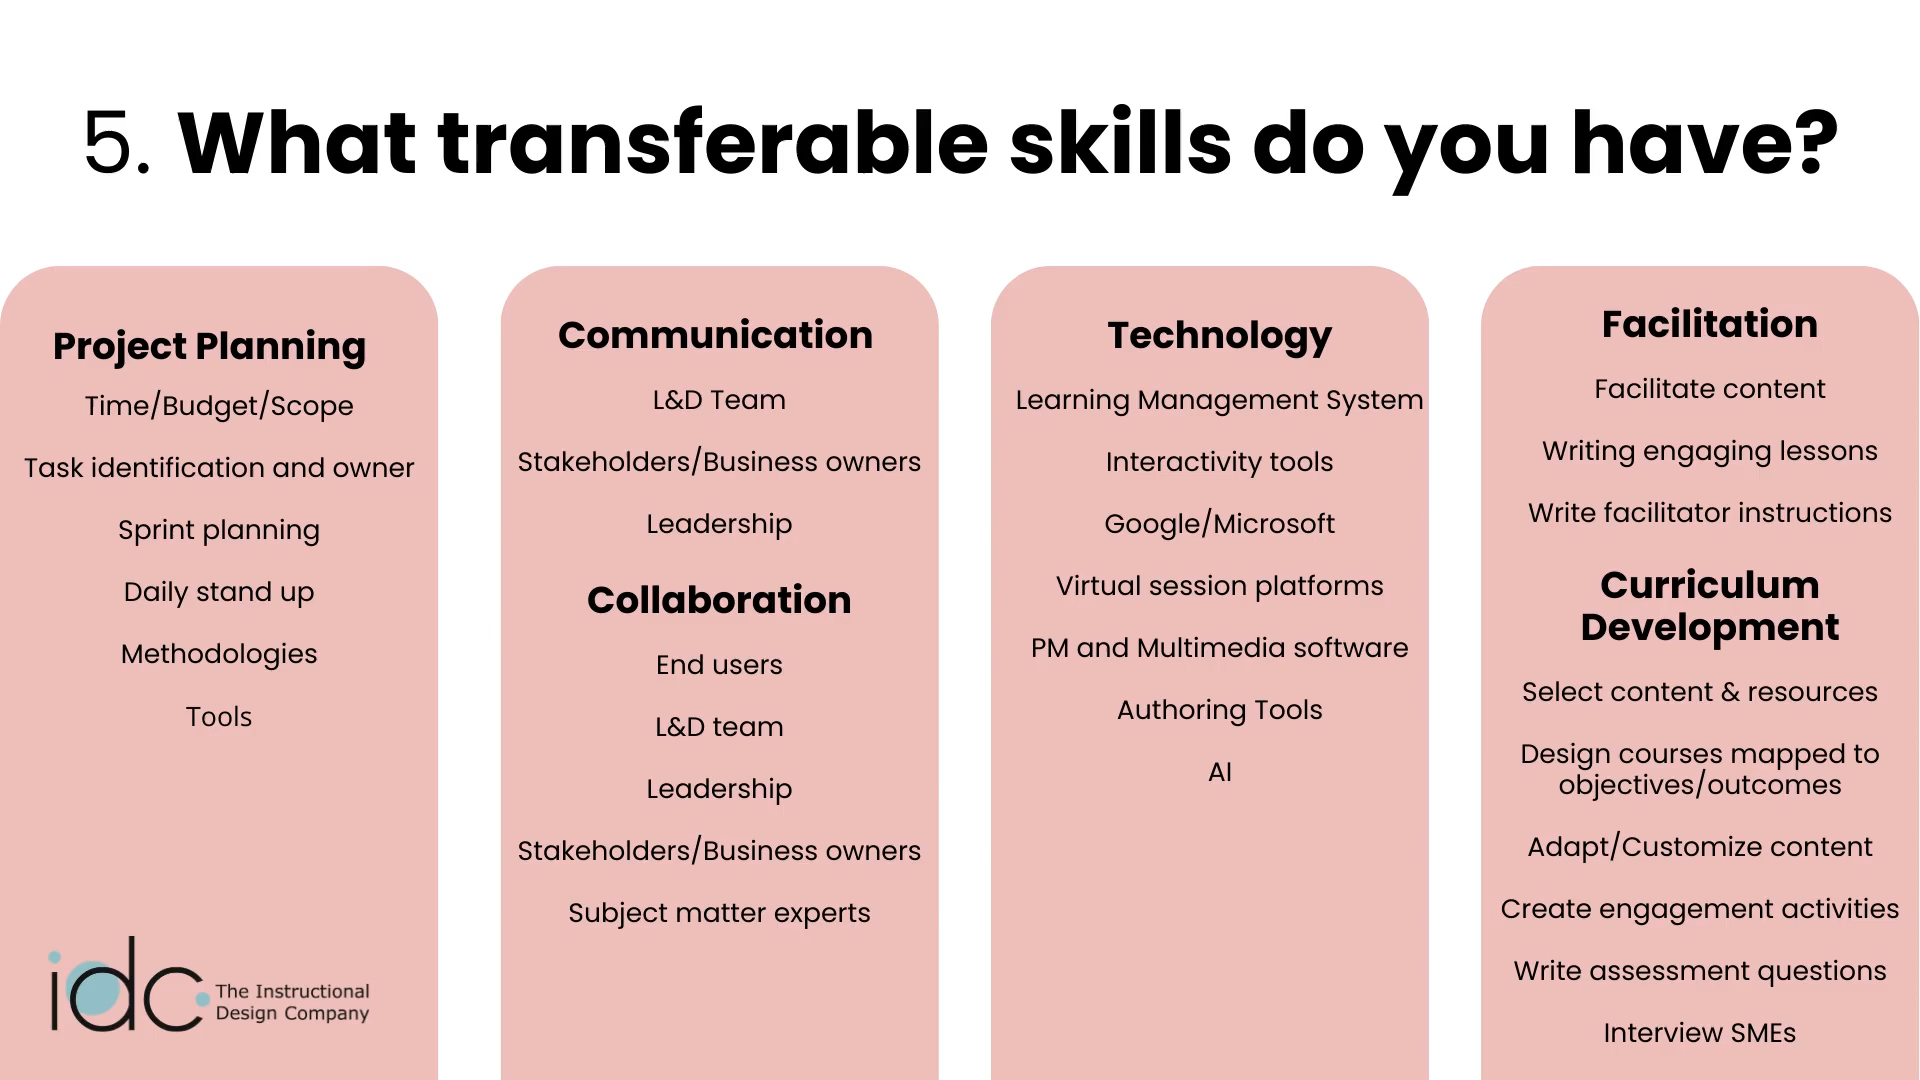 5. What transferable skills do you have?
Project Planning
Time/Budget/Scope
Task identification and owner
Sprint planning
Daily stand up
Methodologies
Tools
Communication
L&D Team
Stakeholders/Business owners
Leadership
Collaboration
End users
L&D team
Leadership
Stakeholders/Business owners
Subject matter experts
Technology
Learning Management System
Interactivity tools
Google/Microsoft
Virtual session platforms
PM and Multimedia software
Authoring Tools
AI
Facilitation
Facilitate content
Writing engaging lessons
Write facilitator instructions
Curriculum
Development
Select content & resources
Design courses mapped to
objectives/outcomes
Adapt/Customize content
Create engagement activities
Write assessment questions
Interview SMEs
idc
The Instructional
Design Company